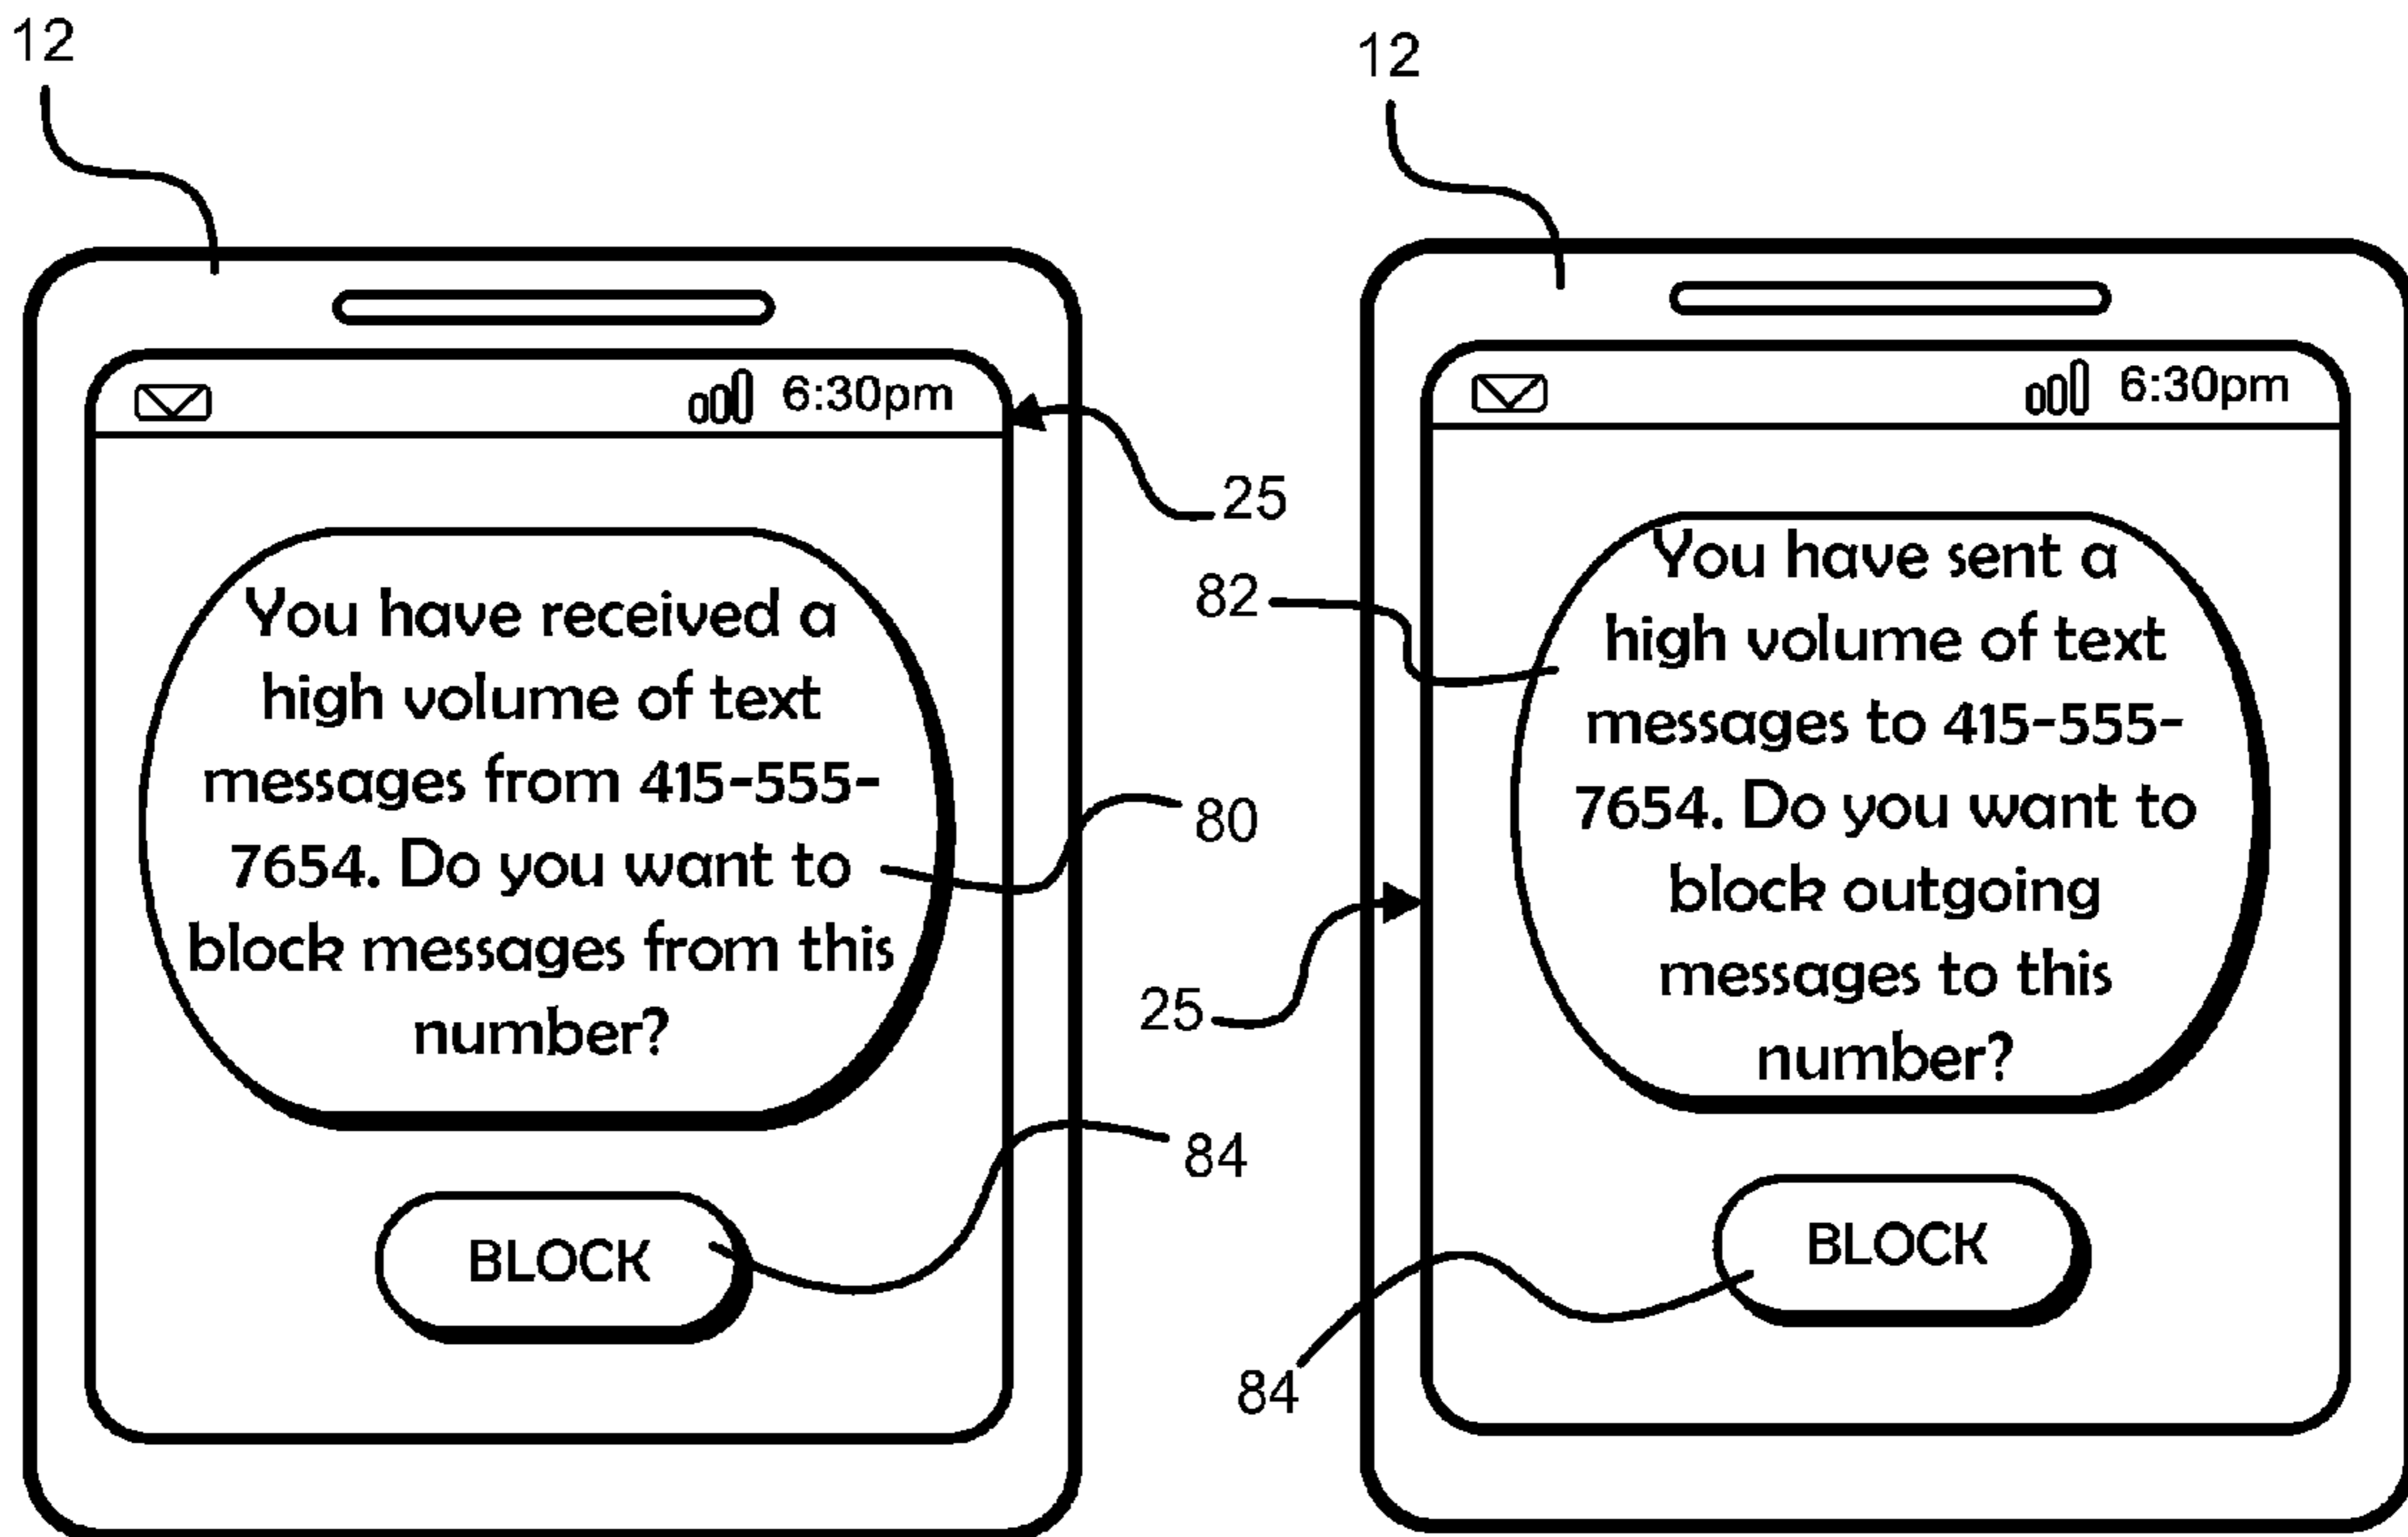 12
6:30pm
25
You have received a
high volume of text
messages from 415-555-
7654. Do you want to
block messages from this
number?
80
BLOCK
84
12
6:30pm
82
You have sent a
high volume of text
messages to 415-555-
7654. Do you want to
block outgoing
messages to this
number?
25
BLOCK
84